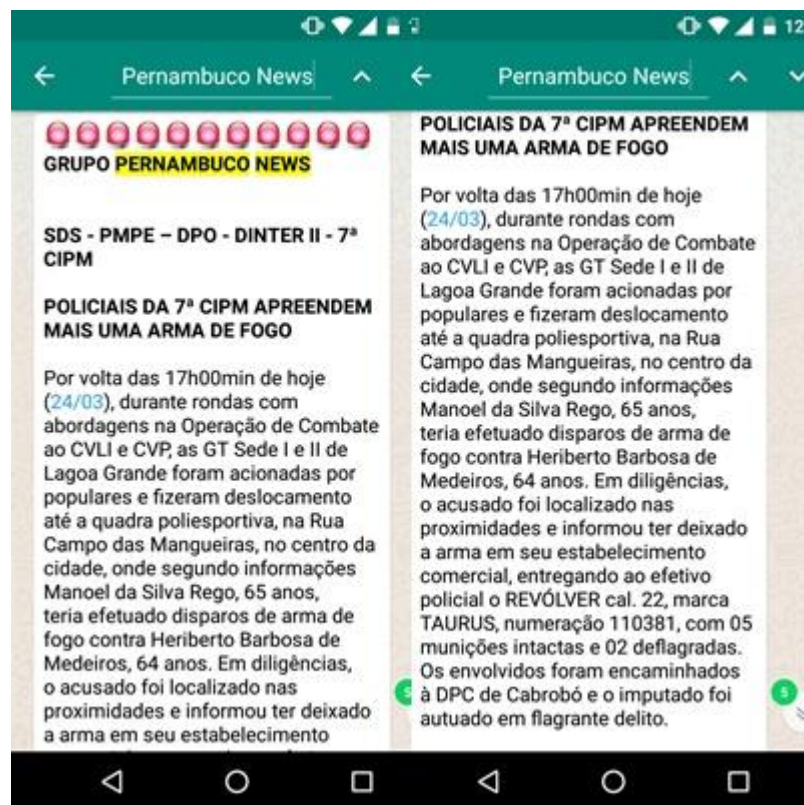 Pernambuco News
GRUPO PERNAMBUCO NEWS
SDS - PMPE – DPO - DINTER II - 7ª
CIPM
POLICIAIS DA 7ª CIPM APREENDEM
MAIS UMA ARMA DE FOGO
Por volta das 17h00min de hoje
(24/03), durante rondas com
abordagens na Operação de Combate
ao CVLI e CVP, as GT Sede I e II de
Lagoa Grande foram acionadas por
populares e fizeram deslocamento
até a quadra poliesportiva, na Rua
Campo das Mangueiras, no centro da
cidade, onde segundo informações
Manoel da Silva Rego, 65 anos,
teria efetuado disparos de arma de
fogo contra Heriberto Barbosa de
Medeiros, 64 anos. Em diligências,
o acusado foi localizado nas
proximidades e informou ter deixado
a arma em seu estabelecimento
12
Pernambuco News
POLICIAIS DA 7ª CIPM APREENDEM
MAIS UMA ARMA DE FOGO
Por volta das 17h00min de hoje
(24/03), durante rondas com
abordagens na Operação de Combate
ao CVLI e CVP, as GT Sede I e II de
Lagoa Grande foram acionadas por
populares e fizeram deslocamento
até a quadra poliesportiva, na Rua
Campo das Mangueiras, no centro da
cidade, onde segundo informações
Manoel da Silva Rego, 65 anos,
teria efetuado disparos de arma de
fogo contra Heriberto Barbosa de
Medeiros, 64 anos. Em diligências,
o acusado foi localizado nas
proximidades e informou ter deixado
a arma em seu estabelecimento
comercial, entregando ao efetivo
policial o REVÓLVER cal. 22, marca
TAURUS, numeração 110381, com 05
munições intactas e 02 deflagradas.
Os envolvidos foram encaminhados
à DPC de Cabrobó e o imputado foi
autuado em flagrante delito.